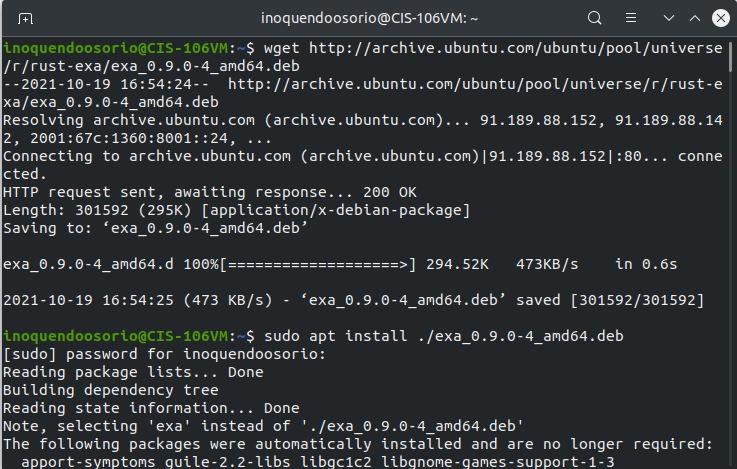 inoquendoosorio@CIS-106VM: ~
inoquendoosorio@CIS-106VM:~$ wget http://archive.ubuntu.com/ubuntu/pool/universe
/r/rust-exa/exa_0.9.0-4_amd64.deb
--2021-10-19 16:54:24--  http://archive.ubuntu.com/ubuntu/pool/universe/r/rust-e
xa/exa_0.9.0-4_amd64.deb
Resolving archive.ubuntu.com (archive.ubuntu.com)... 91.189.88.152, 91.189.88.14
2, 2001:67c:1360:8001::24, ...
Connecting to archive.ubuntu.com (archive.ubuntu.com)|91.189.88.152|:80... conne
cted.
HTTP request sent, awaiting response... 200 OK
Length: 301592 (295K) [application/x-debian-package]
Saving to: ‘exa_0.9.0-4_amd64.deb’
exa_0.9.0-4_amd64.d 100%[===================>] 294.52K   473KB/s    in 0.6s
2021-10-19 16:54:25 (473 KB/s) - ‘exa_0.9.0-4_amd64.deb’ saved [301592/301592]
inoquendoosorio@CIS-106VM:~$ sudo apt install ./exa_0.9.0-4_amd64.deb
[sudo] password for inoquendoosorio:
Reading package lists... Done
Building dependency tree
Reading state information... Done
Note, selecting 'exa' instead of './exa_0.9.0-4_amd64.deb'
The following packages were automatically installed and are no longer required:
  apport-symptoms guile-2.2-libs libgc1c2 libgnome-games-support-1-3